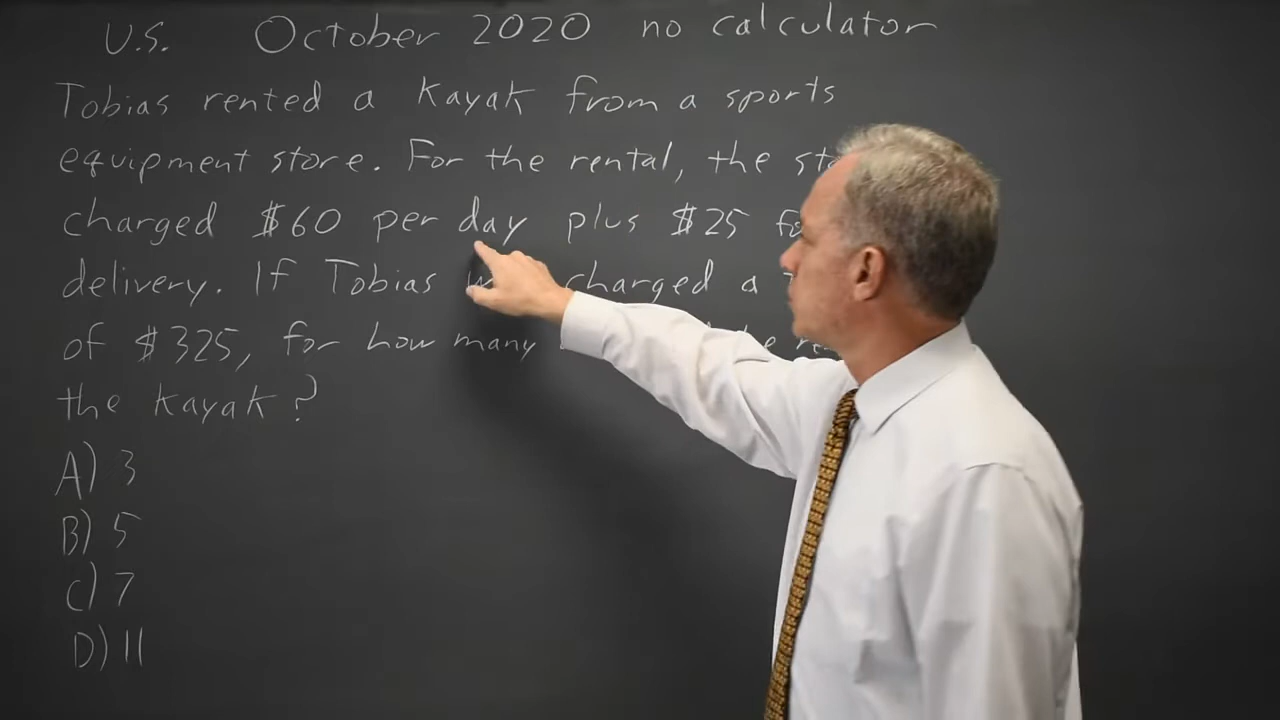 U.S. October 2020 no calculator
Tobias rented a kayak from a sports
equipment store. For the rental, the
charged $60 per day plus $25
delivery. If Tobias charged a
of $325, for how many
the kayak?
A) 3
B) 5
C) 7
D) 11